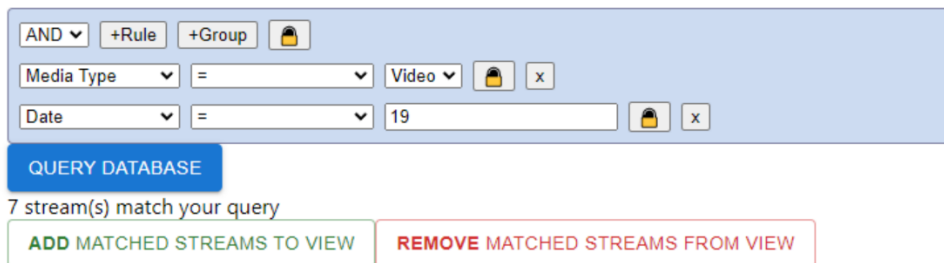 AND +Rule +Group
Media Type = Video x
Date = 19 x
QUERY DATABASE
7 stream(s) match your query
ADD MATCHED STREAMS TO VIEW REMOVE MATCHED STREAMS FROM VIEW